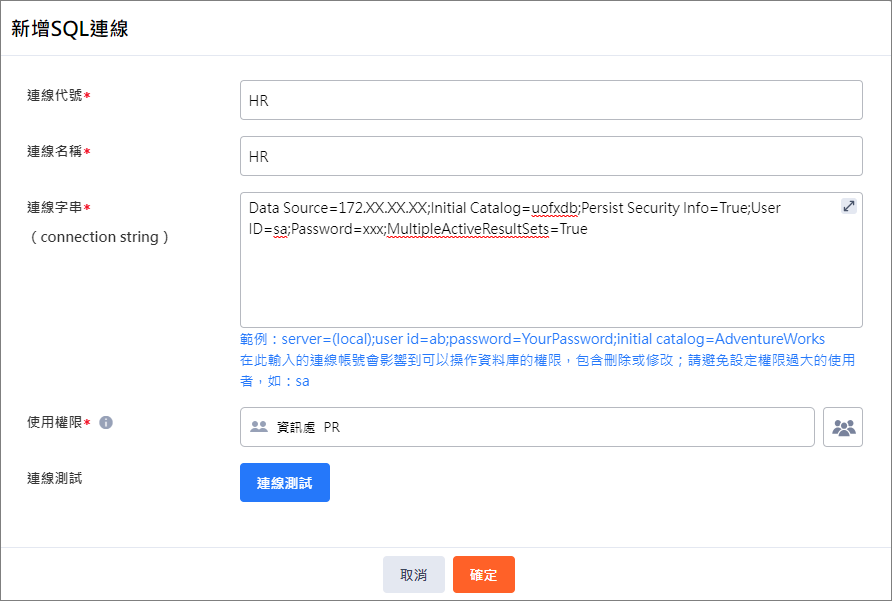 新增SQL連線
連線代號*
HR
連線名稱*
HR
連線字串*
（connection string）
Data Source=172.XX.XX.XX;Initial Catalog=uofxdb;Persist Security Info=True;User
ID=sa;Password=xxx;MultipleActiveResultSets=True
範例：server=(local);user id=ab;password=YourPassword;initial catalog=AdventureWorks
在此輸入的連線帳號會影響到可以操作資料庫的權限，包含刪除或修改；請避免設定權限過大的使用
者，如：sa
使用權限*
資訊處 PR
連線測試
連線測試
取消
確定